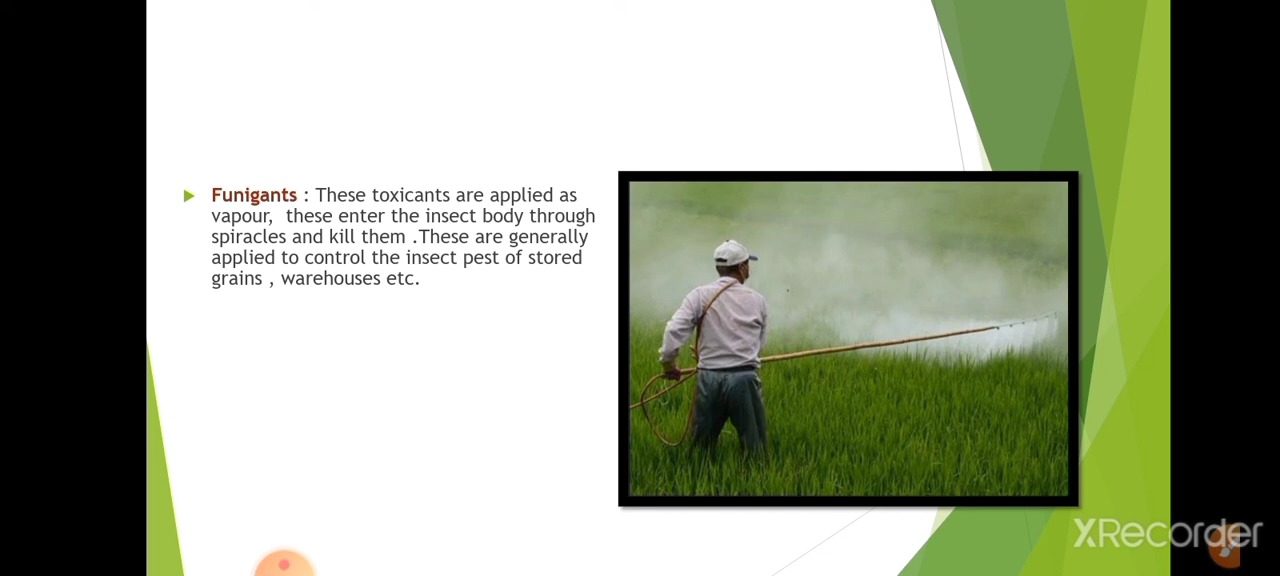 Funigants : These toxicants are applied as
vapour,  these enter the insect body through
spiracles and kill them .These are generally
applied to control the insect pest of stored
grains , warehouses etc.
XRecorder